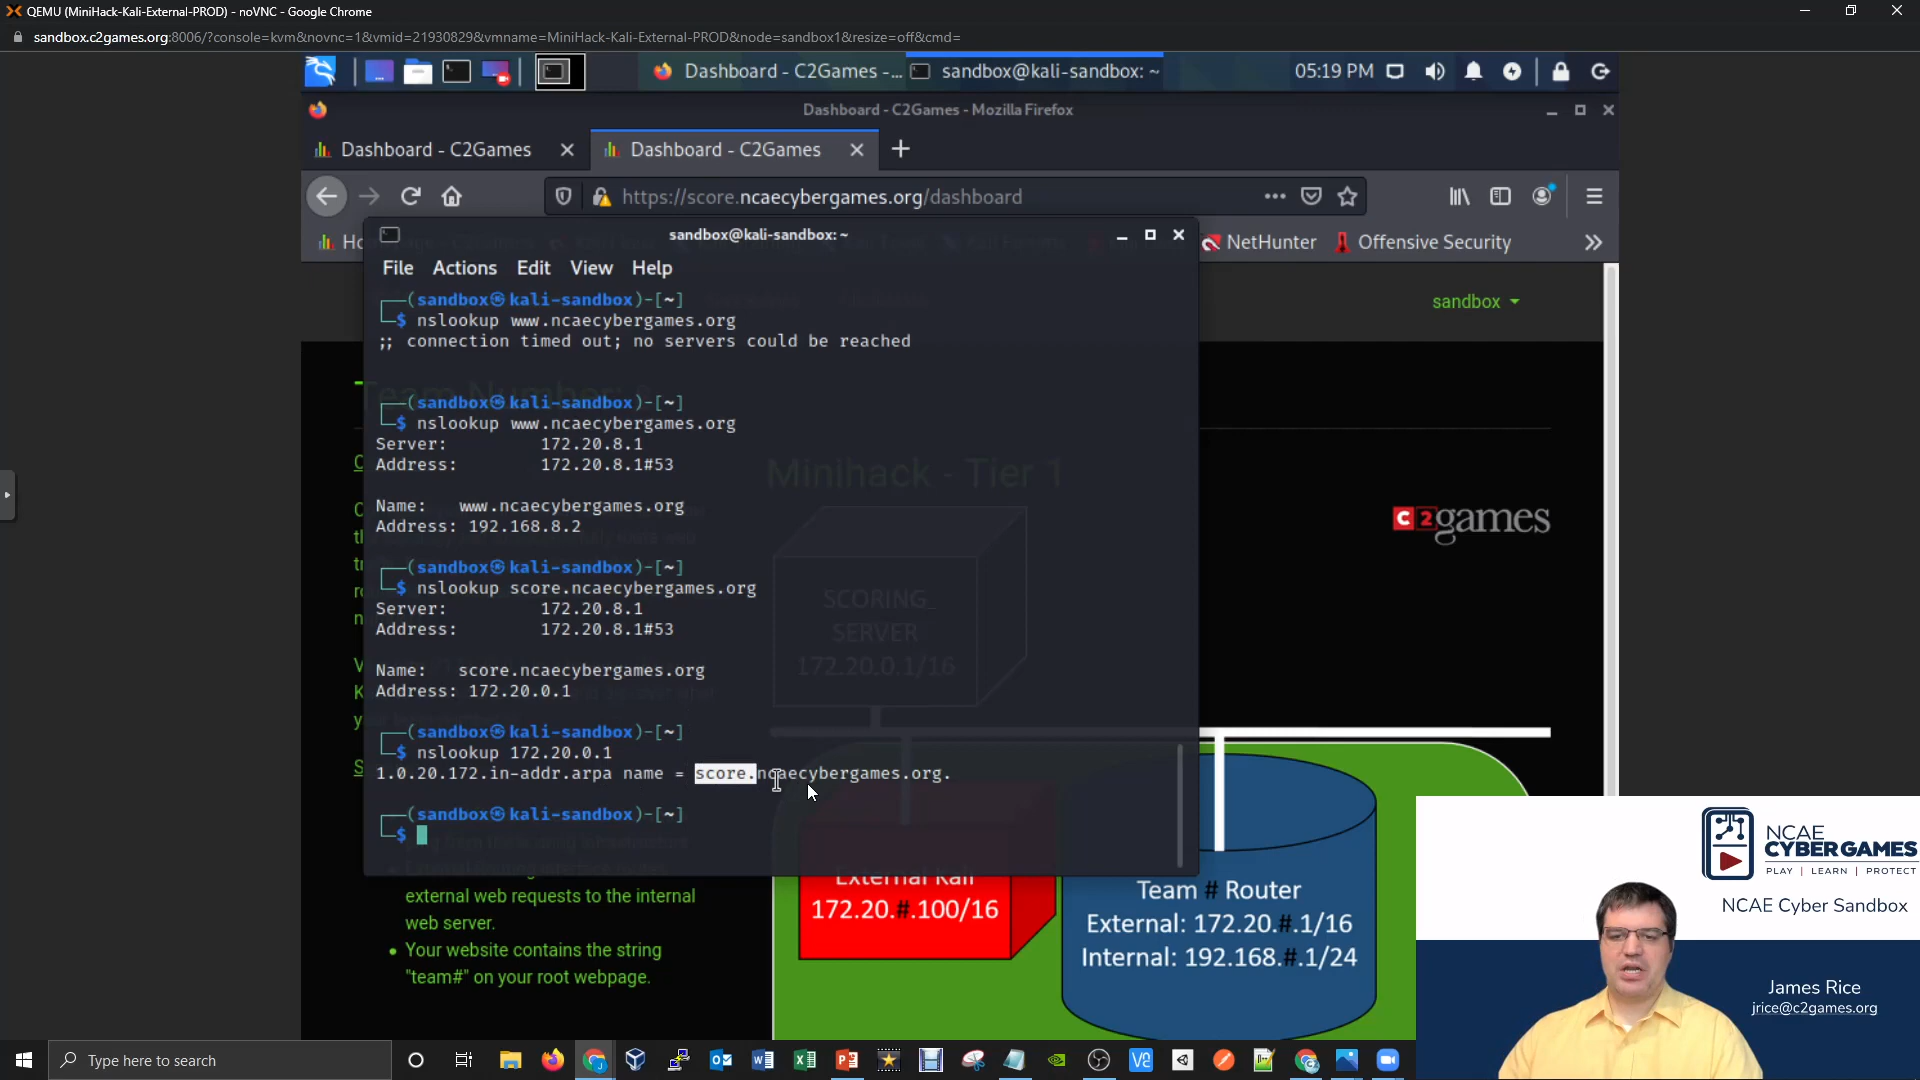 QEMU (MiniHack-Kali-External-PROD) - noVNC - Google Chrome
sandbox.c2games.org:8006/?console=kvm&novnc=1&vmid=21930829&vmname=MiniHack-Kali-External-PROD&node=sandbox1&resize=off&cmd=
Dashboard - C2Games -...
sandbox@kali-sandbox: ~
05:19 PM
Dashboard - C2Games - Mozilla Firefox
Dashboard - C2Games
Dashboard - C2Games
https://score.ncaecybergames.org/dashboard
sandbox@kali-sandbox: ~
NetHunter
Offensive Security
File Actions Edit View Help
sandbox
(sandbox㉿kali-sandbox)-[~]
$ nslookup www.ncaecybergames.org
;; connection timed out; no servers could be reached
Team Number:
(sandbox㉿kali-sandbox)-[~]
$ nslookup www.ncaecybergames.org
Server: 172.20.8.1
Address: 172.20.8.1#53
Minihack - Tier 1
Name: www.ncaecybergames.org
Address: 192.168.8.2
c2games
(sandbox㉿kali-sandbox)-[~]
$ nslookup score.ncaecybergames.org
Server: 172.20.8.1
Address: 172.20.8.1#53
SCORING_
SERVER
172.20.0.1/16
Name: score.ncaecybergames.org
Address: 172.20.0.1
(sandbox㉿kali-sandbox)-[~]
$ nslookup 172.20.0.1
1.0.20.172.in-addr.arpa name = score.ncaecybergames.org.
(sandbox㉿kali-sandbox)-[~]
$
external web requests to the internal
web server.
Your website contains the string
"team#" on your root webpage.
External Kali
172.20.#.100/16
Team # Router
External: 172.20.#.1/16
Internal: 192.168.#.1/24
NCAE
CYBERGAMES
PLAY | LEARN | PROTECT
NCAE Cyber Sandbox
James Rice
jrice@c2games.org
Type here to search